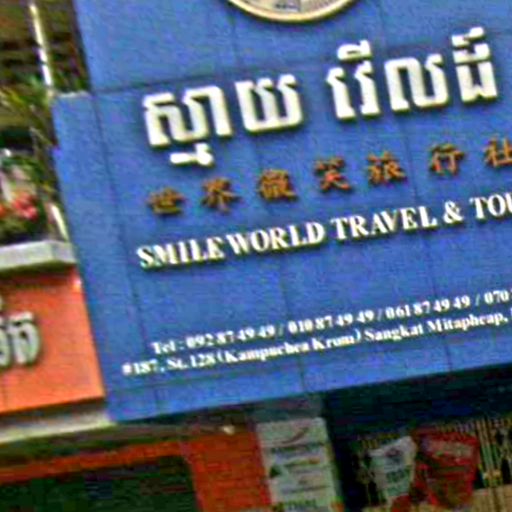 ស្មាយ វើលដ៍
世界微笑旅行社
SMILE WORLD TRAVEL & TOU
Tel : 092 87 49 49 / 010 87 49 49 / 061 87 49 49 / 070
#187, St. 128 (Kampuchea Krom) Sangkat Mitapheap,